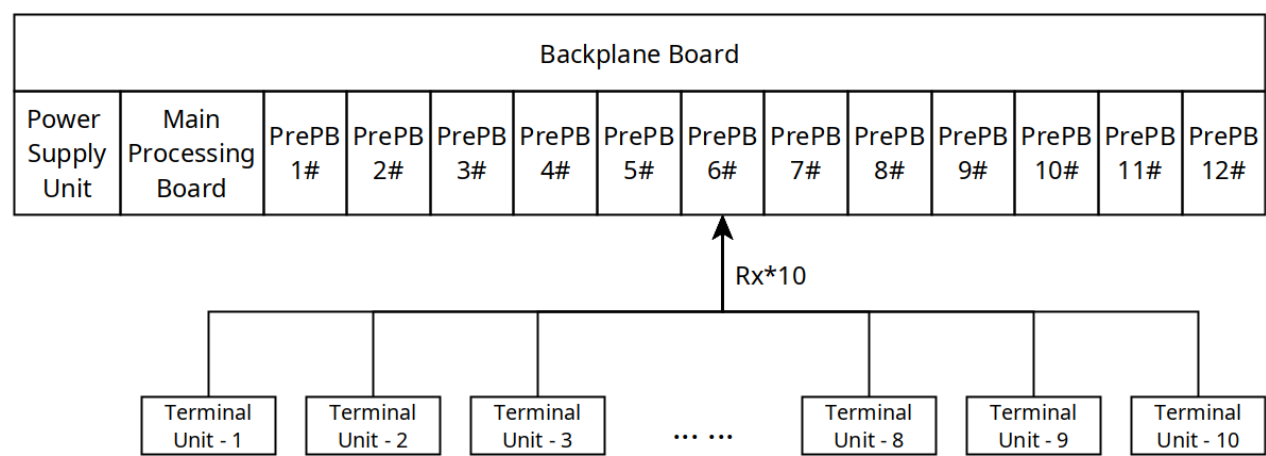 Backplane Board
Power
Supply
Unit
Main
Processing
Board
PrePB
1#
PrePB
2#
PrePB
3#
PrePB
4#
PrePB
5#
PrePB
6#
PrePB
7#
PrePB
8#
PrePB
9#
PrePB
10#
PrePB
11#
PrePB
12#
Rx*10
Terminal
Unit - 1
Terminal
Unit - 2
Terminal
Unit - 3
... ...
Terminal
Unit - 8
Terminal
Unit - 9
Terminal
Unit - 10